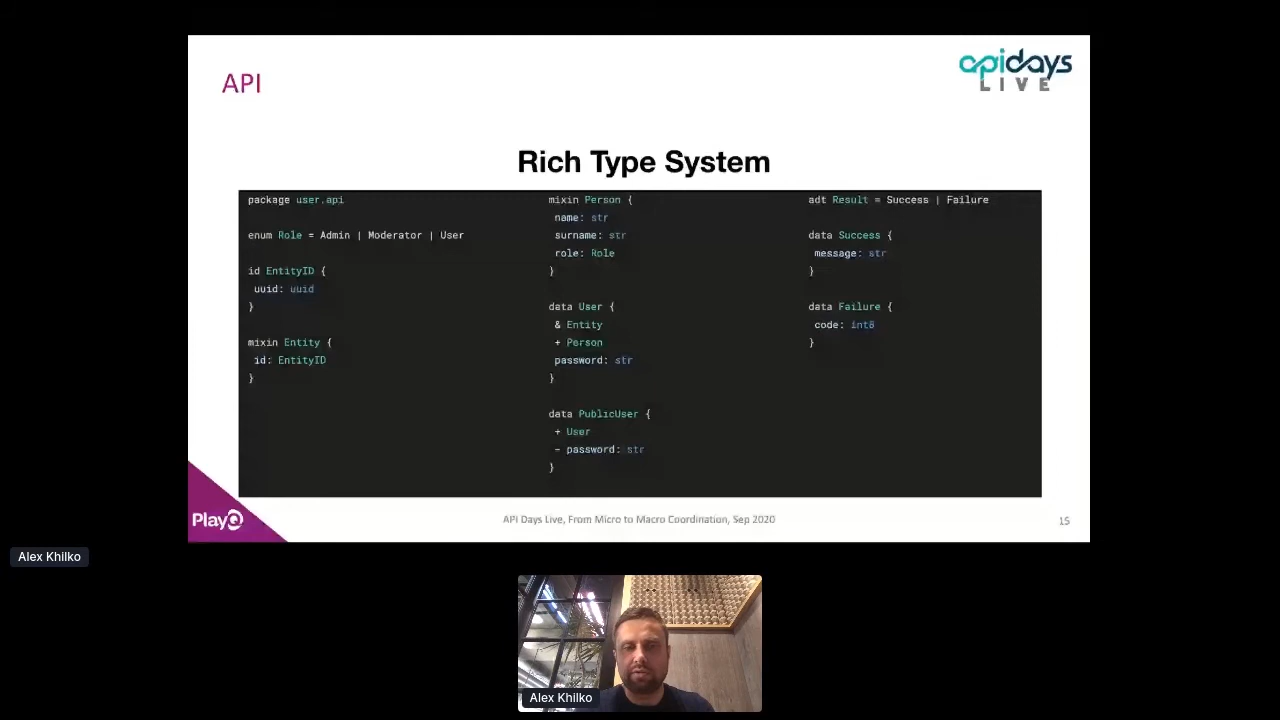 API
apidays
LIVE
Rich Type System
package user.api
enum Role = Admin | Moderator | User
id EntityID {
uuid: uuid
}
mixin Entity {
id: EntityID
}
mixin Person {
name: str
surname: str
role: Role
}
data User {
& Entity
+ Person
password: str
}
data PublicUser {
+ User
- password: str
}
adt Result = Success | Failure
data Success {
message: str
}
data Failure {
code: int8
}
PlayQ
API Days Live, From Micro to Macro Coordination, Sep 2020
15
Alex Khilko
Alex Khilko